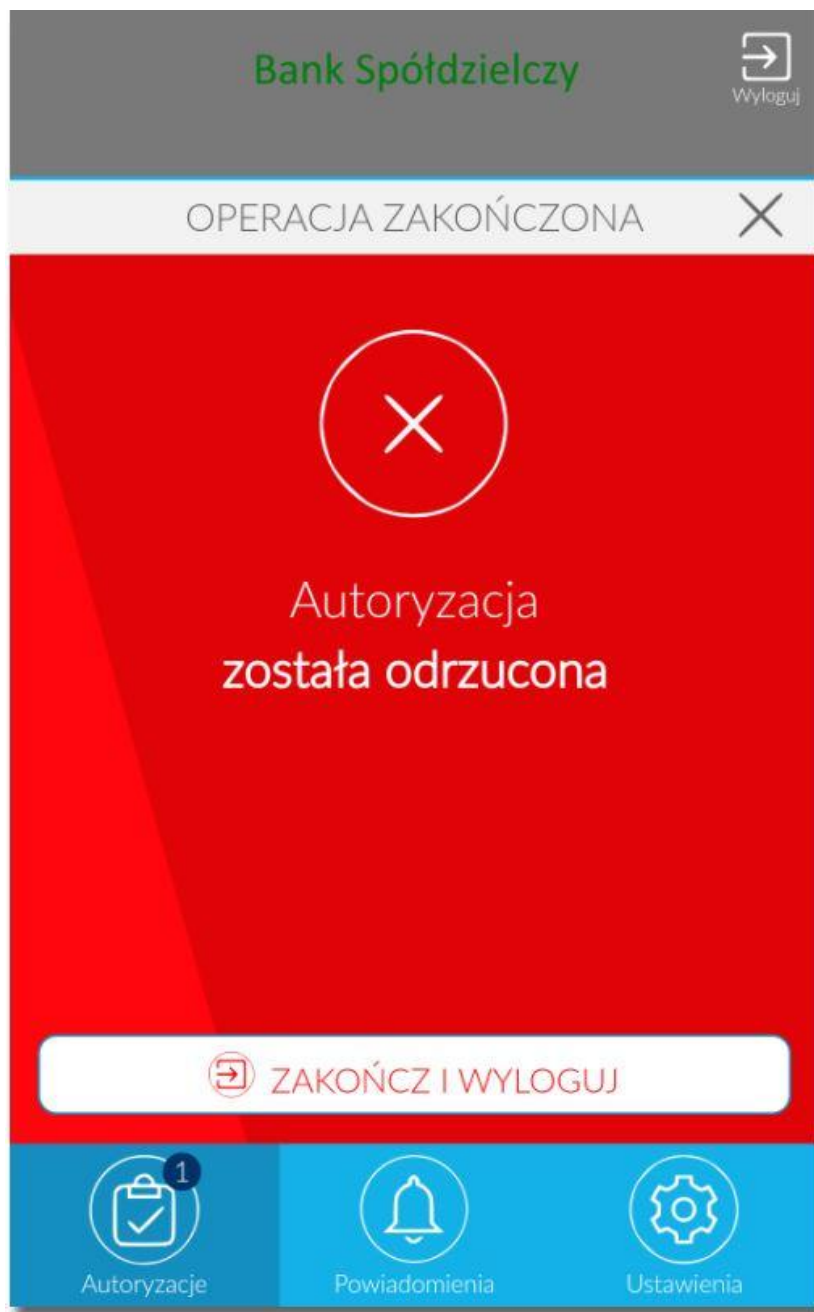 Bank Spółdzielczy
Wyloguj
OPERACJA ZAKOŃCZONA
Autoryzacja
została odrzucona
ZAKOŃCZ I WYLOGUJ
1
Autoryzacje
Powiadomienia
Ustawienia